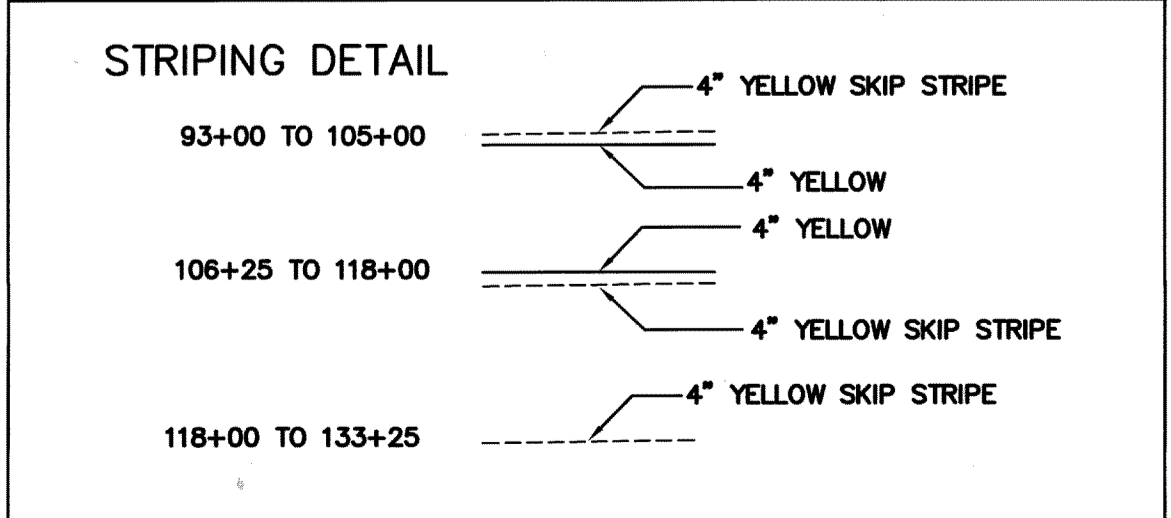 STRIPING DETAIL
4" YELLOW SKIP STRIPE
93+00 TO 105+00
4" YELLOW
4" YELLOW
106+25 TO 118+00
4" YELLOW SKIP STRIPE
4" YELLOW SKIP STRIPE
118+00 TO 133+25